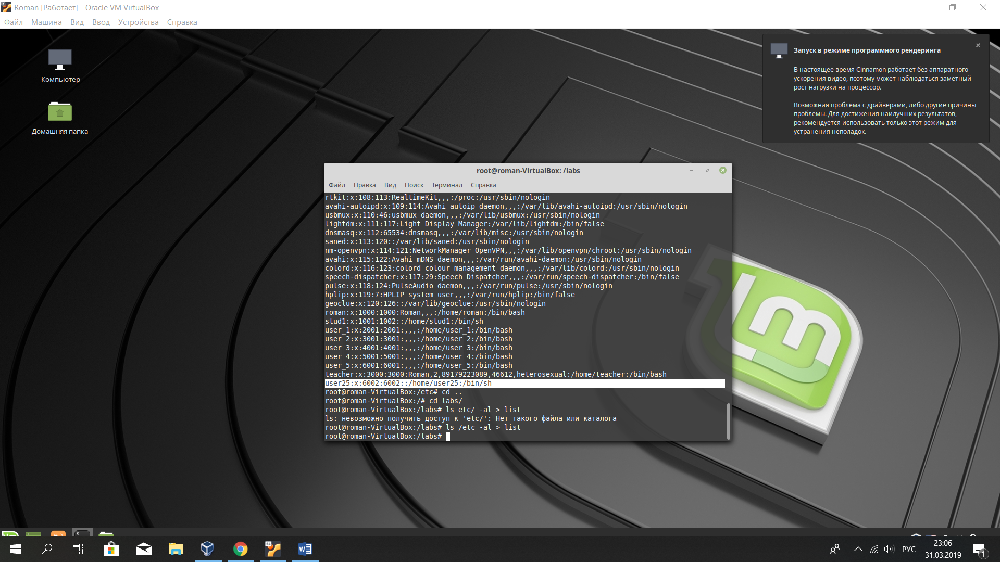 Roman [Работает] - Oracle VM VirtualBox
Файл Машина Вид Ввод Устройства Справка
Компьютер
Домашняя папка
Запуск в режиме программного рендеринга
В настоящее время Cinnamon работает без аппаратного
ускорения видео, поэтому может наблюдаться заметный
рост нагрузки на процессор.
Возможная проблема с драйверами, либо другие причины
проблемы. Для достижения наилучших результатов,
рекомендуется использовать только этот режим для
устранения неполадок.
root@roman-VirtualBox: /labs
Файл Правка Вид Поиск Терминал Справка
rtkit:x:108:113:RealtimeKit,,,:/proc:/usr/sbin/nologin
avahi-autoipd:x:109:114:Avahi autoip daemon,,,:/var/lib/avahi-autoipd:/usr/sbin/nologin
usbmux:x:110:46:usbmux daemon,,,:/var/lib/usbmux:/usr/sbin/nologin
lightdm:x:111:117:Light Display Manager:/var/lib/lightdm:/bin/false
dnsmasq:x:112:65534:dnsmasq,,,:/var/lib/misc:/usr/sbin/nologin
saned:x:113:120::/var/lib/saned:/usr/sbin/nologin
nm-openvpn:x:114:121:NetworkManager OpenVPN,,,:/var/lib/openvpn/chroot:/usr/sbin/nologin
avahi:x:115:122:Avahi mDNS daemon,,,:/var/run/avahi-daemon:/usr/sbin/nologin
colord:x:116:123:colord colour management daemon,,,:/var/lib/colord:/usr/sbin/nologin
speech-dispatcher:x:117:29:Speech Dispatcher,,,:/var/run/speech-dispatcher:/bin/false
pulse:x:118:124:PulseAudio daemon,,,:/var/run/pulse:/usr/sbin/nologin
hplip:x:119:7:HPLIP system user,,,:/var/run/hplip:/bin/false
geoclue:x:120:126::/var/lib/geoclue:/usr/sbin/nologin
roman:x:1000:1000:Roman,,,:/home/roman:/bin/bash
stud1:x:1001:1002::/home/stud1:/bin/sh
user_1:x:2001:2001:,,,:/home/user_1:/bin/bash
user_2:x:3001:3001:,,,:/home/user_2:/bin/bash
user_3:x:4001:4001:,,,:/home/user_3:/bin/bash
user_4:x:5001:5001:,,,:/home/user_4:/bin/bash
user_5:x:6001:6001:,,,:/home/user_5:/bin/bash
teacher:x:3000:3000:Roman,2,89179223089,46612,heterosexual:/home/teacher:/bin/bash
user25:x:6002:6002::/home/user25:/bin/sh
root@roman-VirtualBox:/etc# cd ..
root@roman-VirtualBox:/# cd labs/
root@roman-VirtualBox:/labs# ls etc/ -al > list
ls: невозможно получить доступ к 'etc/': Нет такого файла или каталога
root@roman-VirtualBox:/labs# ls /etc -al > list
root@roman-VirtualBox:/labs#
64
W
РУС
23:06
31.03.2019
1